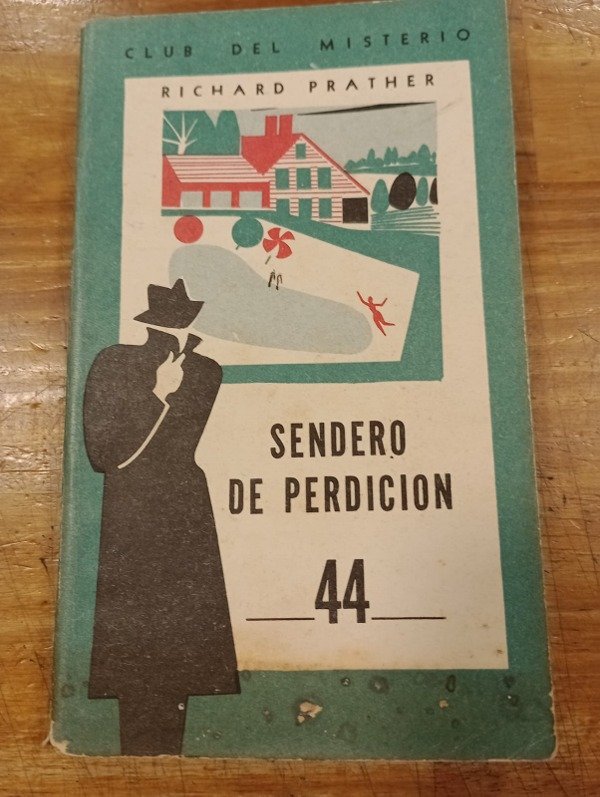 CLUB DEL MISTERIO
RICHARD PRATHER
SENDERO
DE PERDICION
44